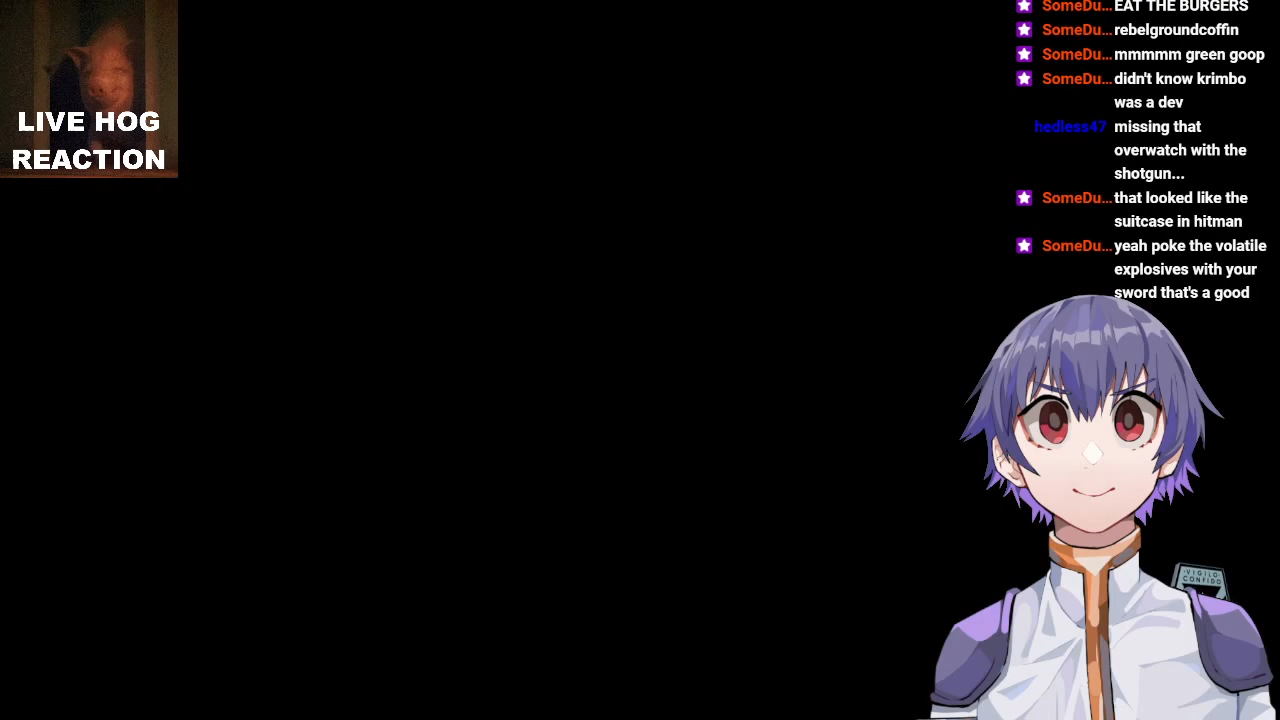 LIVE HOG
REACTION
SomeDu... EAT THE BURGERS
SomeDu... rebelgroundcoffin
SomeDu... mmmmm green goop
SomeDu... didn't know krimbo
was a dev
hedless47 missing that
overwatch with the
shotgun...
SomeDu... that looked like the
suitcase in hitman
SomeDu... yeah poke the volatile
explosives with your
sword that's a good
VIGILO
CONFIDO